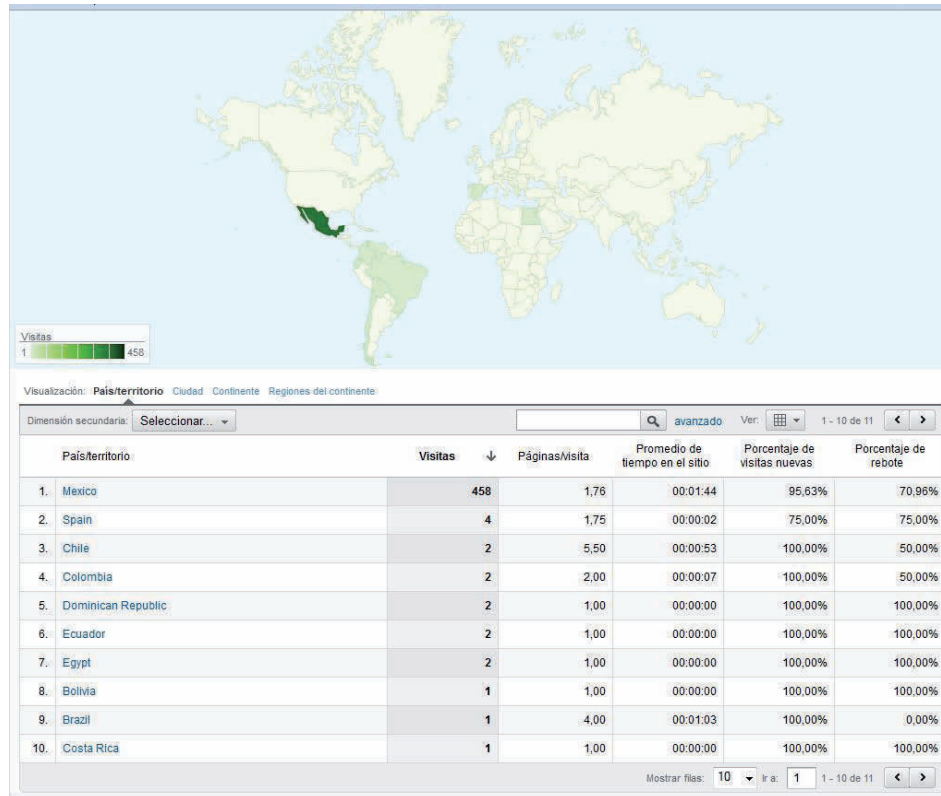 Visitas
1 458
Visualización: País/territorio Ciudad Continente Regiones del continente
Dimensión secundaria: Seleccionar... avanzado Ver: 1 - 10 de 11
País/territorio Visitas Páginas/visita Promedio de tiempo en el sitio Porcentaje de visitas nuevas Porcentaje de rebote
1. Mexico 458 1,76 00:01:44 95,63% 70,96%
2. Spain 4 1,75 00:00:02 75,00% 75,00%
3. Chile 2 5,50 00:00:53 100,00% 50,00%
4. Colombia 2 2,00 00:00:07 100,00% 50,00%
5. Dominican Republic 2 1,00 00:00:00 100,00% 100,00%
6. Ecuador 2 1,00 00:00:00 100,00% 100,00%
7. Egypt 2 1,00 00:00:00 100,00% 100,00%
8. Bolivia 1 1,00 00:00:00 100,00% 100,00%
9. Brazil 1 4,00 00:01:03 100,00% 0,00%
10. Costa Rica 1 1,00 00:00:00 100,00% 100,00%
Mostrar filas: 10 Ir a: 1 1 - 10 de 11